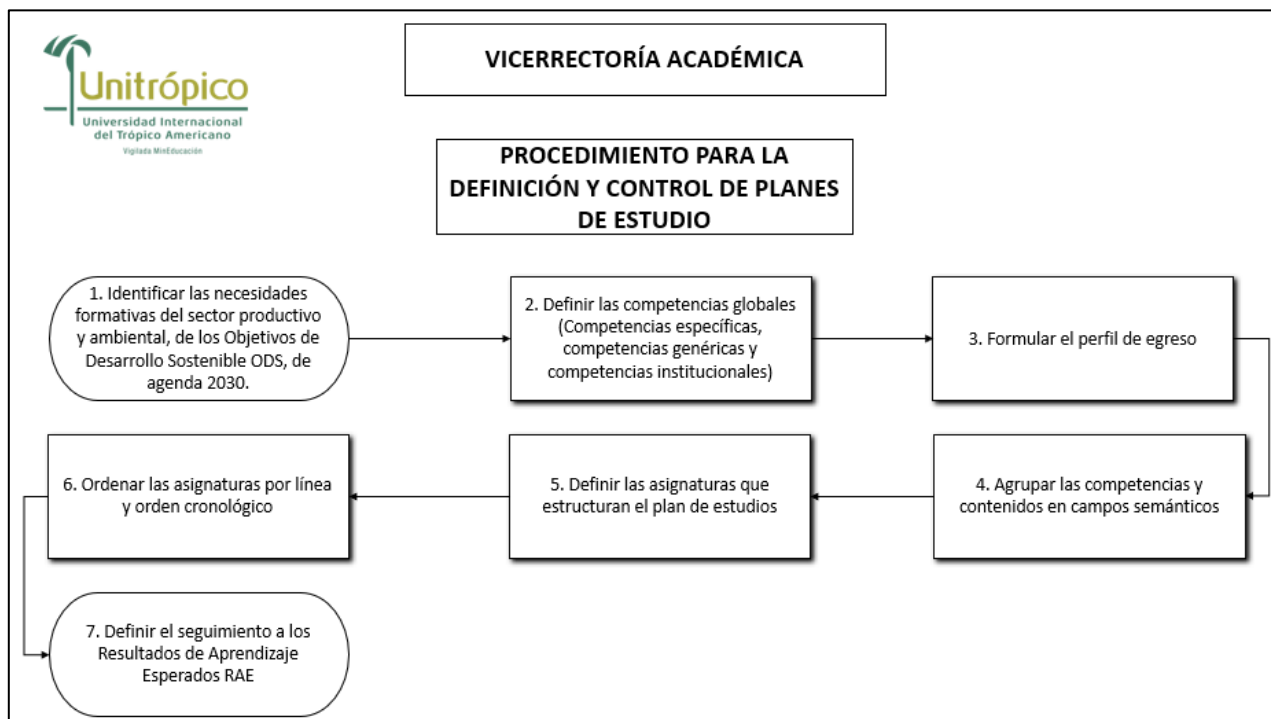 Unitrópico
Universidad Internacional
del Trópico Americano
Vigilada MinEducación
VICERRECTORÍA ACADÉMICA
PROCEDIMIENTO PARA LA
DEFINICIÓN Y CONTROL DE PLANES
DE ESTUDIO
1. Identificar las necesidades
formativas del sector productivo
y ambiental, de los Objetivos de
Desarrollo Sostenible ODS, de
agenda 2030.
2. Definir las competencias globales
(Competencias específicas,
competencias genéricas y
competencias institucionales)
3. Formular el perfil de egreso
4. Agrupar las competencias y
contenidos en campos semánticos
5. Definir las asignaturas que
estructuran el plan de estudios
6. Ordenar las asignaturas por línea
y orden cronológico
7. Definir el seguimiento a los
Resultados de Aprendizaje
Esperados RAE